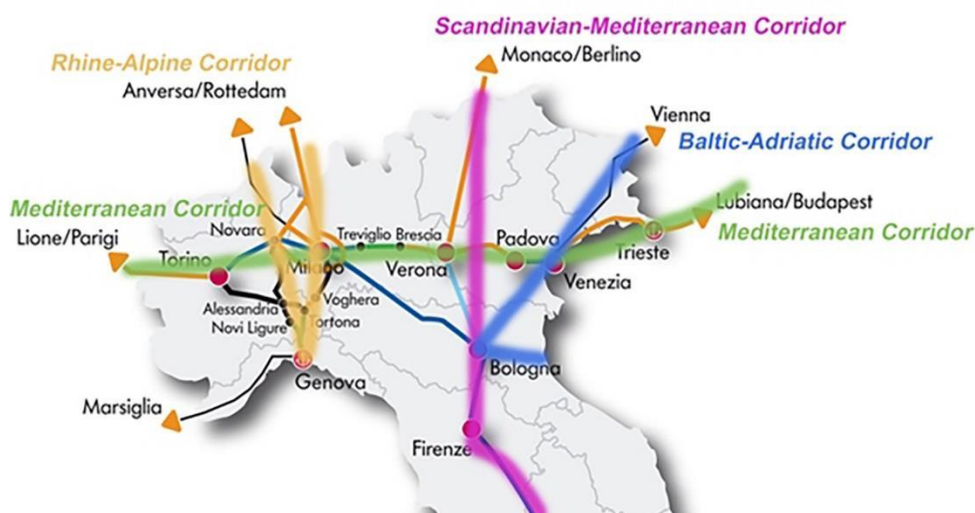 Scandinavian-Mediterranean Corridor
Monaco/Berlino
Rhine-Alpine Corridor
Anversa/Rottedam
Vienna
Baltic-Adriatic Corridor
Mediterranean Corridor
Lione/Parigi
Lubiana/Budapest
Mediterranean Corridor
Novara
Treviglio
Brescia
Padova
Torino
Milano
Verona
Trieste
Venezia
Alessandria
Voghera
Novi Ligure
Tortona
Genova
Bologna
Marsiglia
Firenze